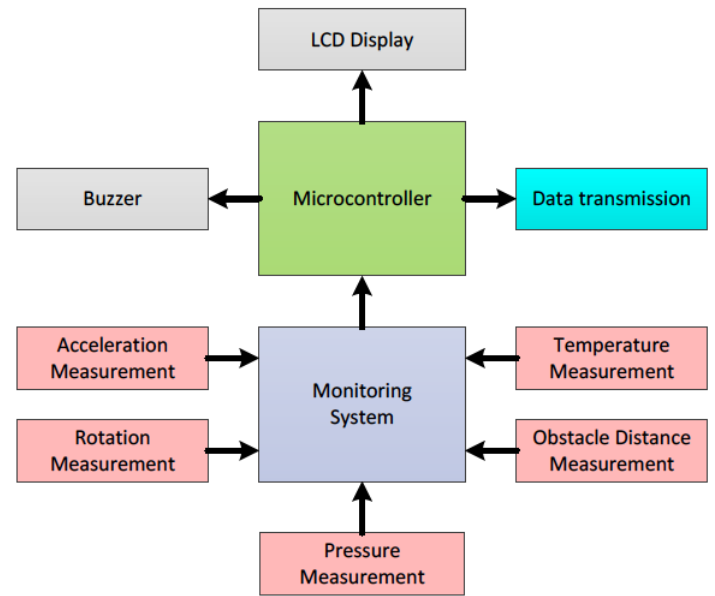 LCD Display
Buzzer
Microcontroller
Data transmission
Acceleration
Measurement
Monitoring
System
Temperature
Measurement
Rotation
Measurement
Obstacle Distance
Measurement
Pressure
Measurement